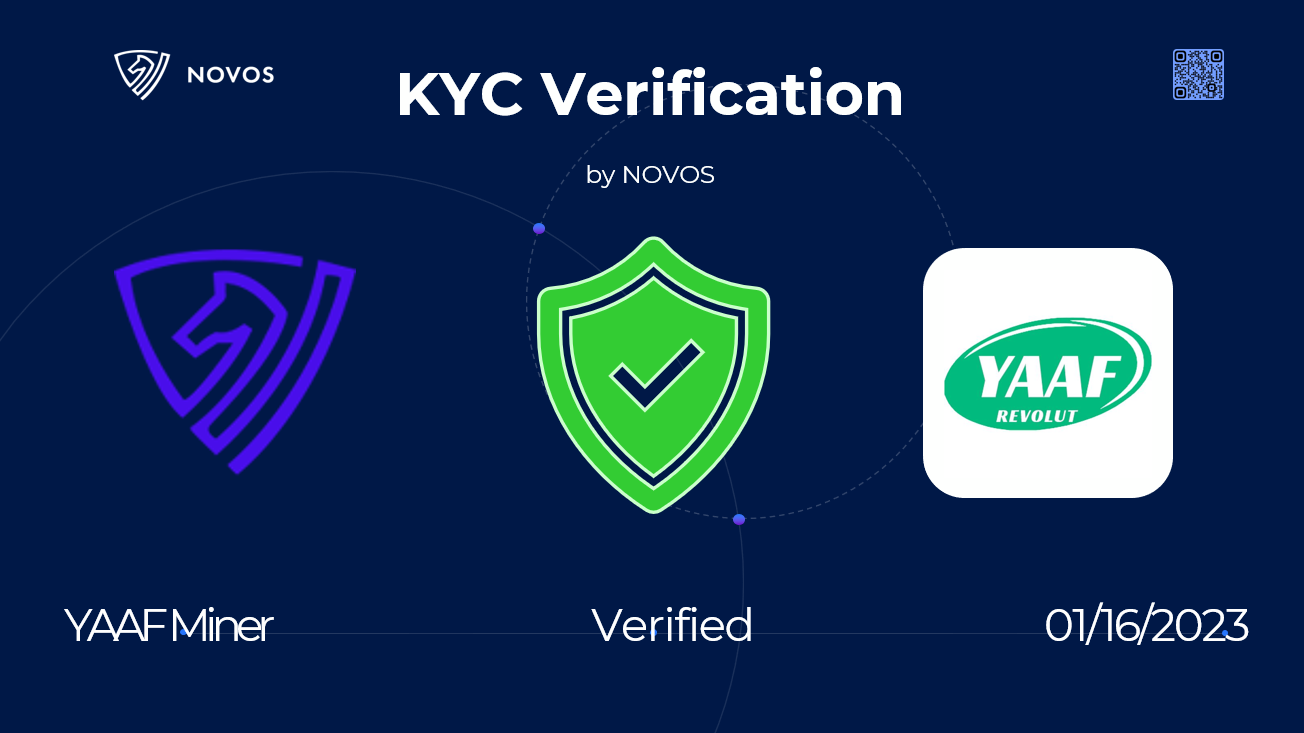 NOVOS
KYC Verification
by NOVOS
YAAF
REVOLUT
YAAF Miner
Verified
01/16/2023